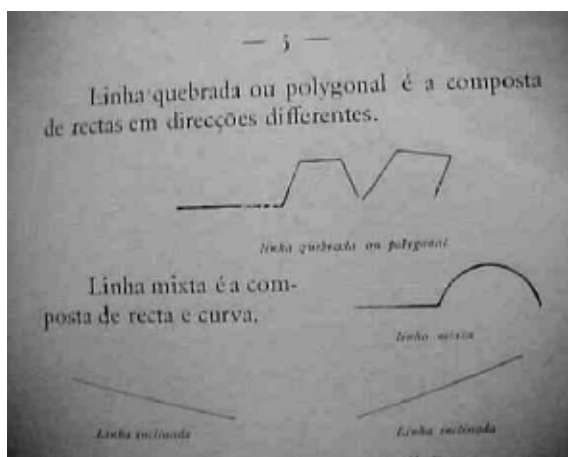 — 5 —
Linha quebrada ou polygonal é a composta
de rectas em direcções differentes.
linha quebrada ou polygonal
Linha mixta é a com-
posta de recta e curva.
linha mixta
Linha inclinada
Linha inclinada